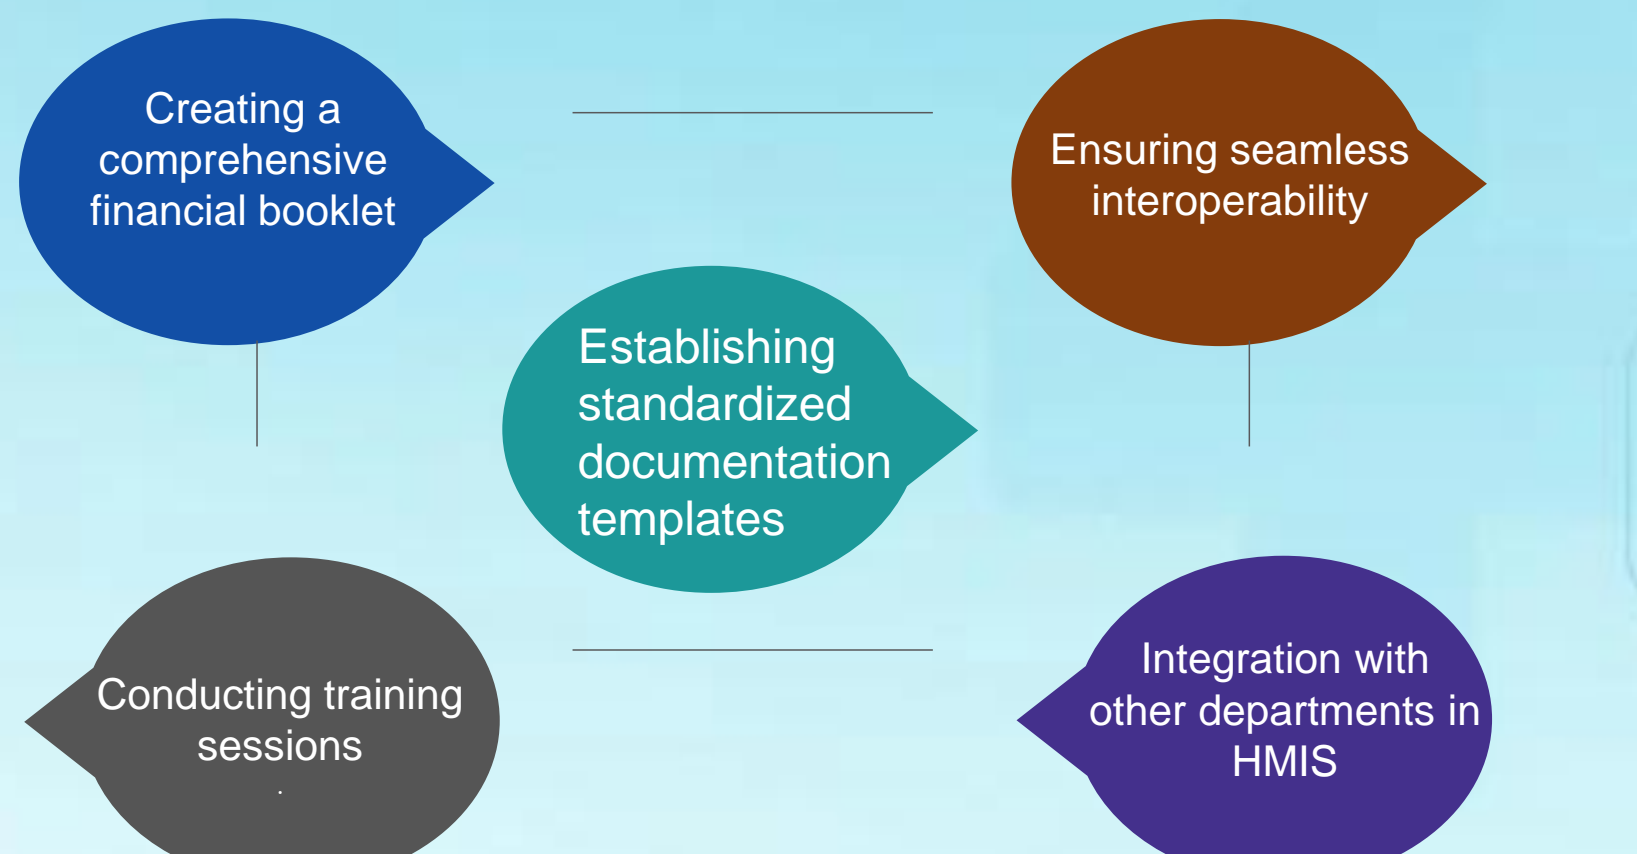 Creating a
comprehensive
financial booklet
Ensuring seamless
interoperability
Establishing
standardized
documentation
templates
Conducting training
sessions
.
Integration with
other departments in
HMIS